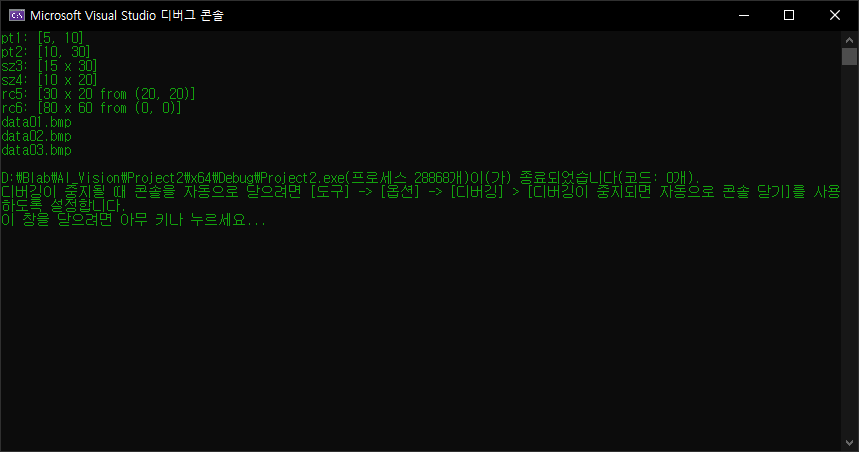 Microsoft Visual Studio 디버그 콘솔
pt1: [5, 10]
pt2: [10, 30]
sz3: [15 x 30]
sz4: [10 x 20]
rc5: [30 x 20 from (20, 20)]
rc6: [80 x 60 from (0, 0)]
data01.bmp
data02.bmp
data03.bmp
D:₩Blab₩AI_Vision₩Project2₩x64₩Debug₩Project2.exe(프로세스 28868개)이(가) 종료되었습니다(코드: 0개).
디버깅이 중지될 때 콘솔을 자동으로 닫으려면 [도구] -> [옵션] -> [디버깅] > [디버깅이 중지되면 자동으로 콘솔 닫기]를 사용
하도록 설정합니다.
이 창을 닫으려면 아무 키나 누르세요...